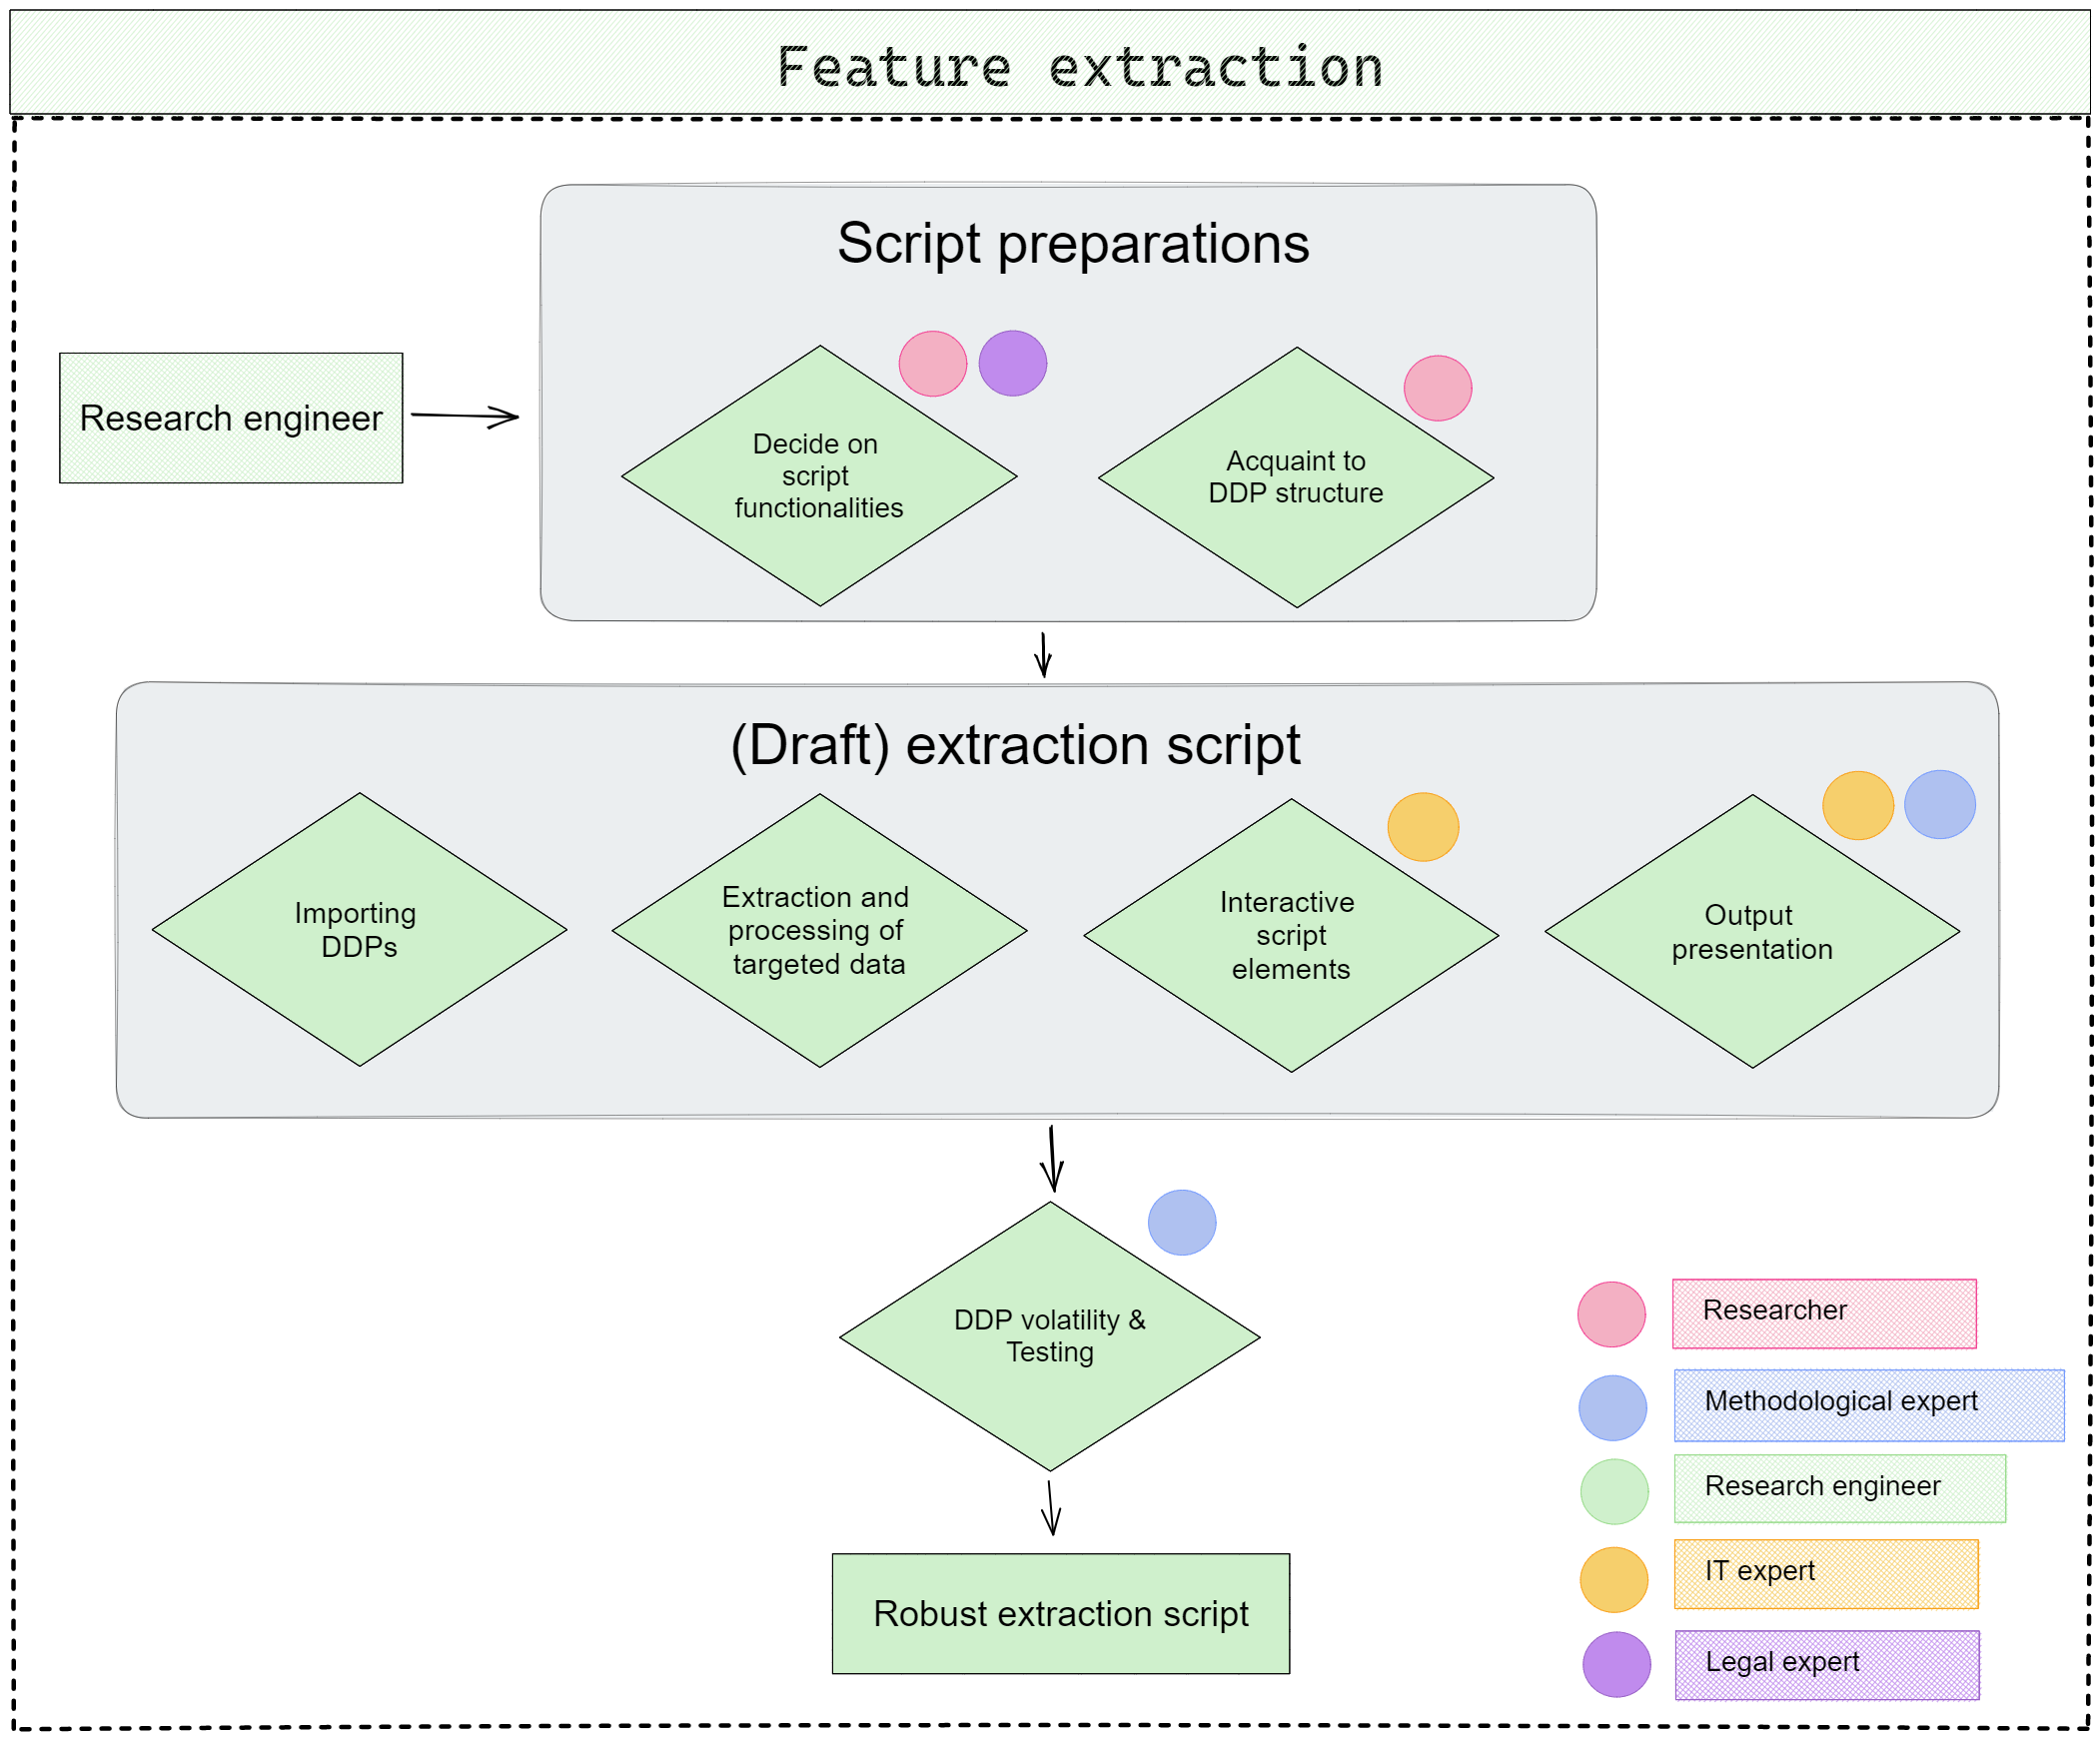 Feature extraction
Script preparations
Research engineer
Decide on
script
functionalities
Acquaint to
DDP structure
(Draft) extraction script
Importing
DDPs
Extraction and
processing of
targeted data
Interactive
script
elements
Output
presentation
DDP volatility &
Testing
Robust extraction script
Researcher
Methodological expert
Research engineer
IT expert
Legal expert